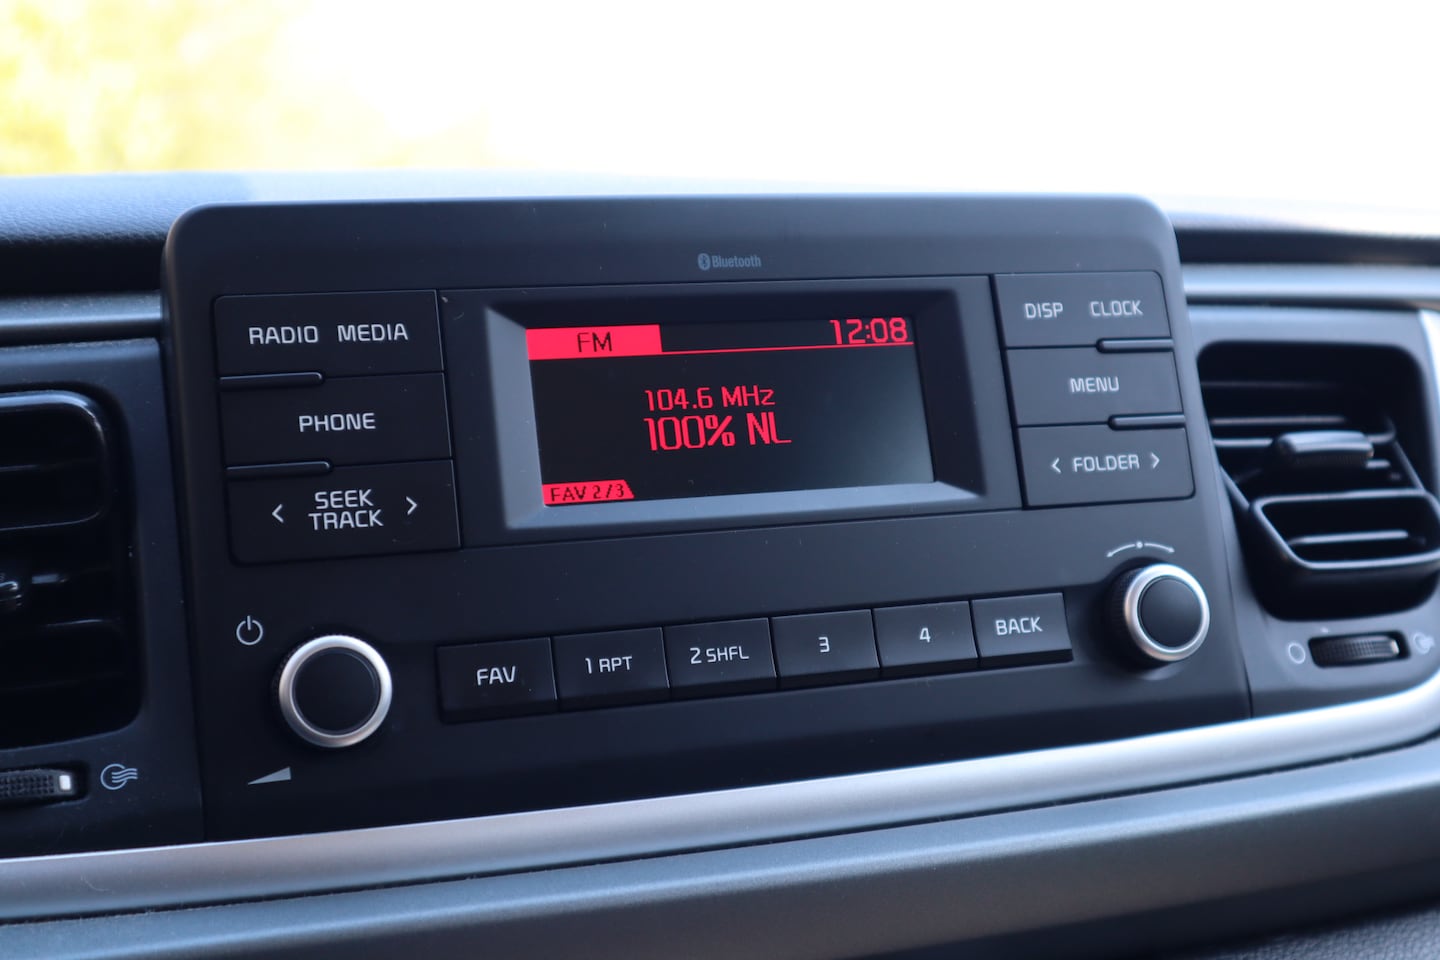 Bluetooth
RADIO MEDIA
PHONE
< SEEK TRACK >
FM 12:08
104.6 MHz
100% NL
FAV 2/3
DISP CLOCK
MENU
< FOLDER >
FAV 1 RPT 2 SHFL 3 4 BACK